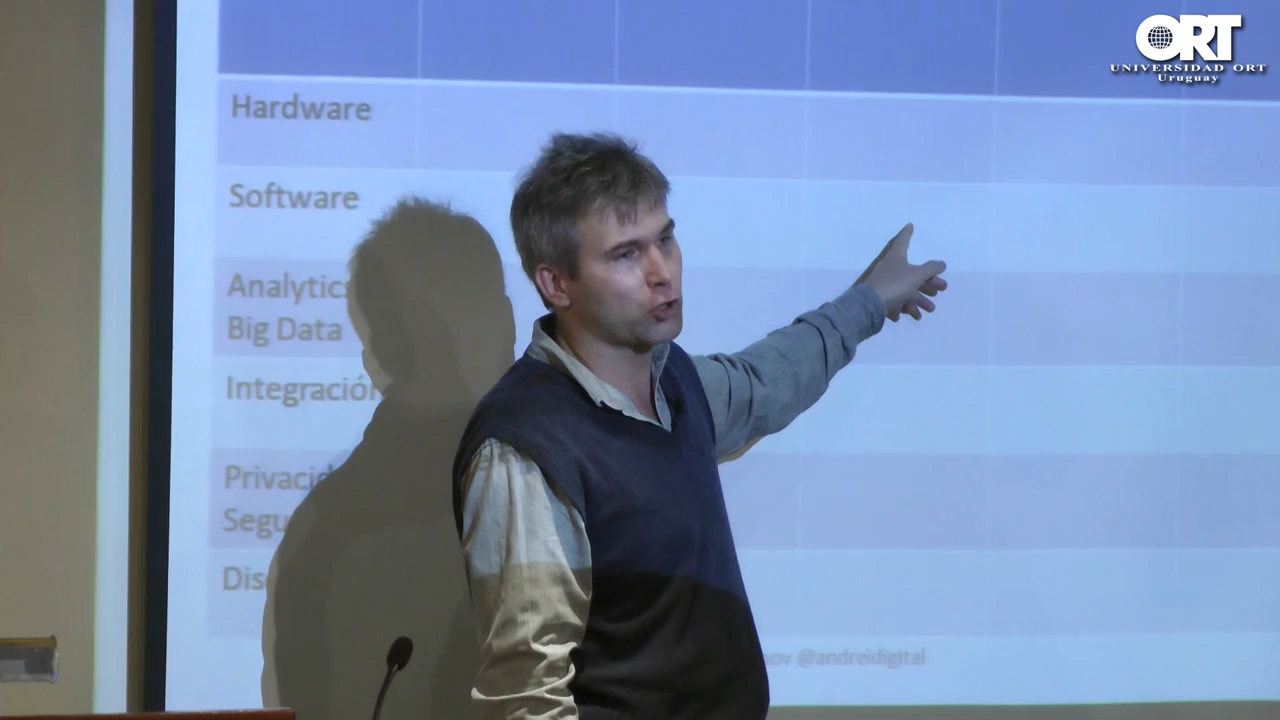 ORT
UNIVERSIDAD ORT
Uruguay
Hardware
Software
Analytics
Big Data
Integración
@andreidigital